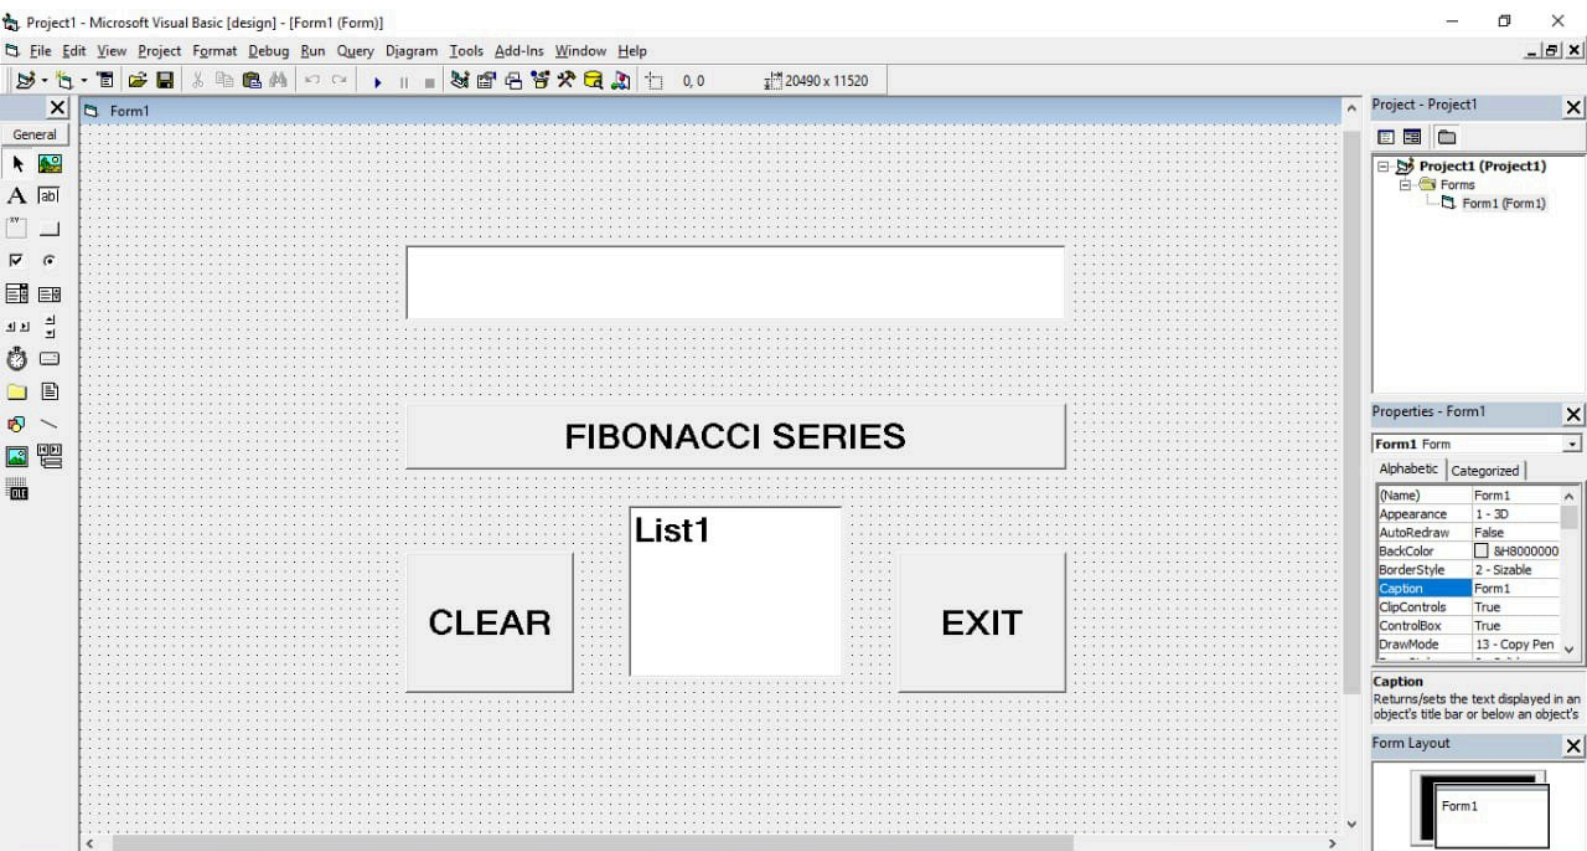 Project1 - Microsoft Visual Basic [design] - [Form1 (Form)]
File Edit View Project Format Debug Run Query Diagram Tools Add-Ins Window Help
0, 0 20490 x 11520
General
A ab
XY
OLE
Form1
FIBONACCI SERIES
List1
CLEAR
EXIT
Project - Project1
Project1 (Project1)
Forms
Form1 (Form1)
Properties - Form1
Form1 Form
Alphabetic Categorized
(Name) Form1
Appearance 1 - 3D
AutoRedraw False
BackColor &H8000000
BorderStyle 2 - Sizable
Caption Form1
ClipControls True
ControlBox True
DrawMode 13 - Copy Pen
Caption
Returns/sets the text displayed in an
object's title bar or below an object's
Form Layout
Form1